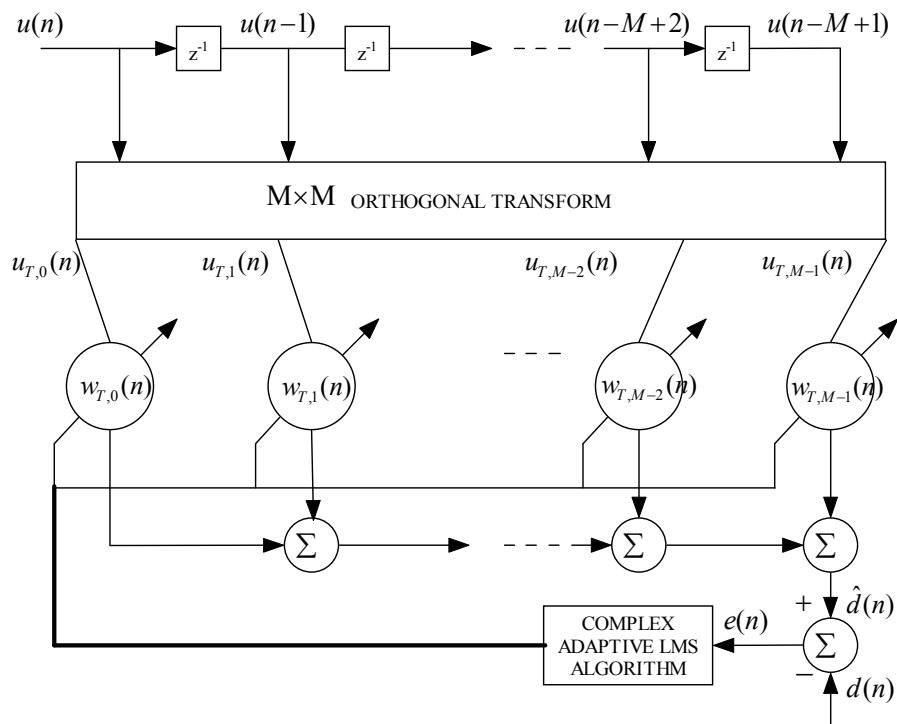 u(n) u(n−1) u(n−M+2) u(n−M+1)
z⁻¹ z⁻¹ z⁻¹
M×M ORTHOGONAL TRANSFORM
u_{T,0}(n) u_{T,1}(n) u_{T,M−2}(n) u_{T,M−1}(n)
w_{T,0}(n) w_{T,1}(n) w_{T,M−2}(n) w_{T,M−1}(n)
Σ Σ Σ
+ d̂(n)
COMPLEX
ADAPTIVE LMS
ALGORITHM
e(n) Σ
− d(n)